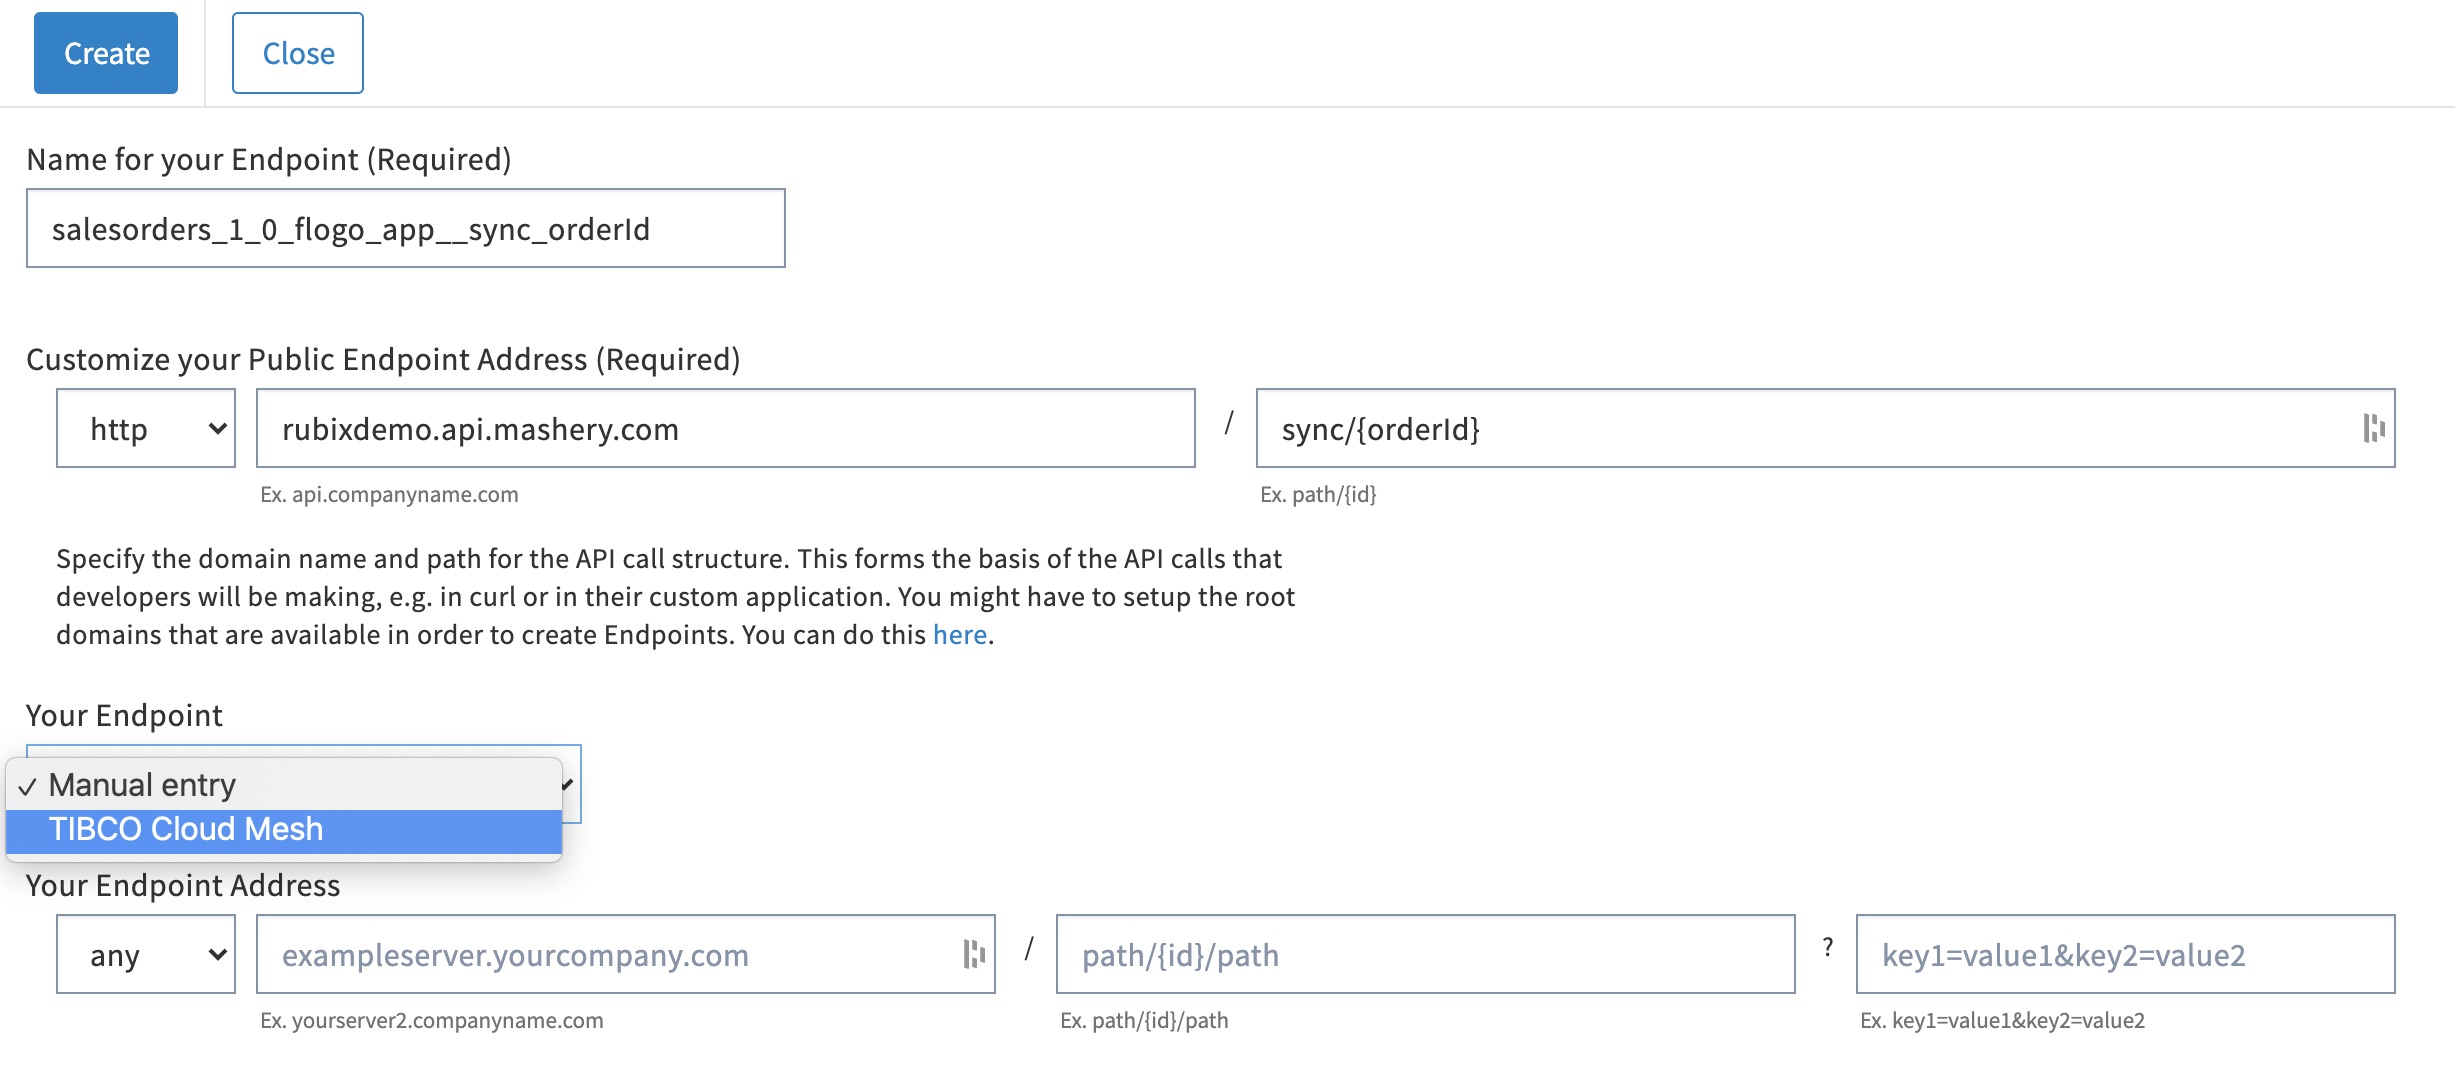 Create Close
Name for your Endpoint (Required)
salesorders_1_0_flogo_app__sync_orderId
Customize your Public Endpoint Address (Required)
http rubixdemo.api.mashery.com / sync/{orderId}
Ex. api.companyname.com Ex. path/{id}
Specify the domain name and path for the API call structure. This forms the basis of the API calls that
developers will be making, e.g. in curl or in their custom application. You might have to setup the root
domains that are available in order to create Endpoints. You can do this here.
Your Endpoint
✓ Manual entry
TIBCO Cloud Mesh
Your Endpoint Address
any exampleserver.yourcompany.com / path/{id}/path ? key1=value1&key2=value2
Ex. yourserver2.companyname.com Ex. path/{id}/path Ex. key1=value1&key2=value2